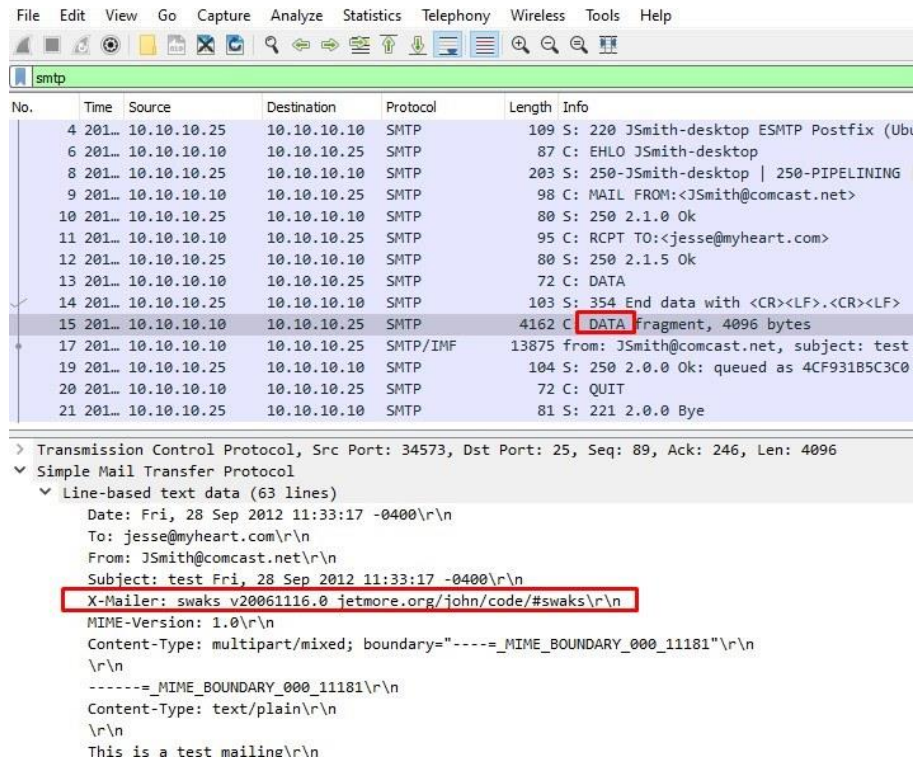 File Edit View Go Capture Analyze Statistics Telephony Wireless Tools Help
smtp
No. Time Source Destination Protocol Length Info
4 201… 10.10.10.25 10.10.10.10 SMTP 109 S: 220 JSmith-desktop ESMTP Postfix (Ubu
6 201… 10.10.10.10 10.10.10.25 SMTP 87 C: EHLO JSmith-desktop
8 201… 10.10.10.25 10.10.10.10 SMTP 203 S: 250-JSmith-desktop | 250-PIPELINING
9 201… 10.10.10.10 10.10.10.25 SMTP 98 C: MAIL FROM:<JSmith@comcast.net>
10 201… 10.10.10.25 10.10.10.10 SMTP 80 S: 250 2.1.0 Ok
11 201… 10.10.10.10 10.10.10.25 SMTP 95 C: RCPT TO:<jesse@myheart.com>
12 201… 10.10.10.25 10.10.10.10 SMTP 80 S: 250 2.1.5 Ok
13 201… 10.10.10.10 10.10.10.25 SMTP 72 C: DATA
14 201… 10.10.10.25 10.10.10.10 SMTP 103 S: 354 End data with <CR><LF>.<CR><LF>
15 201… 10.10.10.10 10.10.10.25 SMTP 4162 C: DATA fragment, 4096 bytes
17 201… 10.10.10.10 10.10.10.25 SMTP/IMF 13875 from: JSmith@comcast.net, subject: test
19 201… 10.10.10.25 10.10.10.10 SMTP 104 S: 250 2.0.0 Ok: queued as 4CF931B5C3C0
20 201… 10.10.10.10 10.10.10.25 SMTP 72 C: QUIT
21 201… 10.10.10.25 10.10.10.10 SMTP 81 S: 221 2.0.0 Bye
Transmission Control Protocol, Src Port: 34573, Dst Port: 25, Seq: 89, Ack: 246, Len: 4096
Simple Mail Transfer Protocol
Line-based text data (63 lines)
Date: Fri, 28 Sep 2012 11:33:17 -0400\r\n
To: jesse@myheart.com\r\n
From: JSmith@comcast.net\r\n
Subject: test Fri, 28 Sep 2012 11:33:17 -0400\r\n
X-Mailer: swaks v20061116.0 jetmore.org/john/code/#swaks\r\n
MIME-Version: 1.0\r\n
Content-Type: multipart/mixed; boundary="----=_MIME_BOUNDARY_000_11181"\r\n
\r\n
------=_MIME_BOUNDARY_000_11181\r\n
Content-Type: text/plain\r\n
\r\n
This is a test mailing\r\n